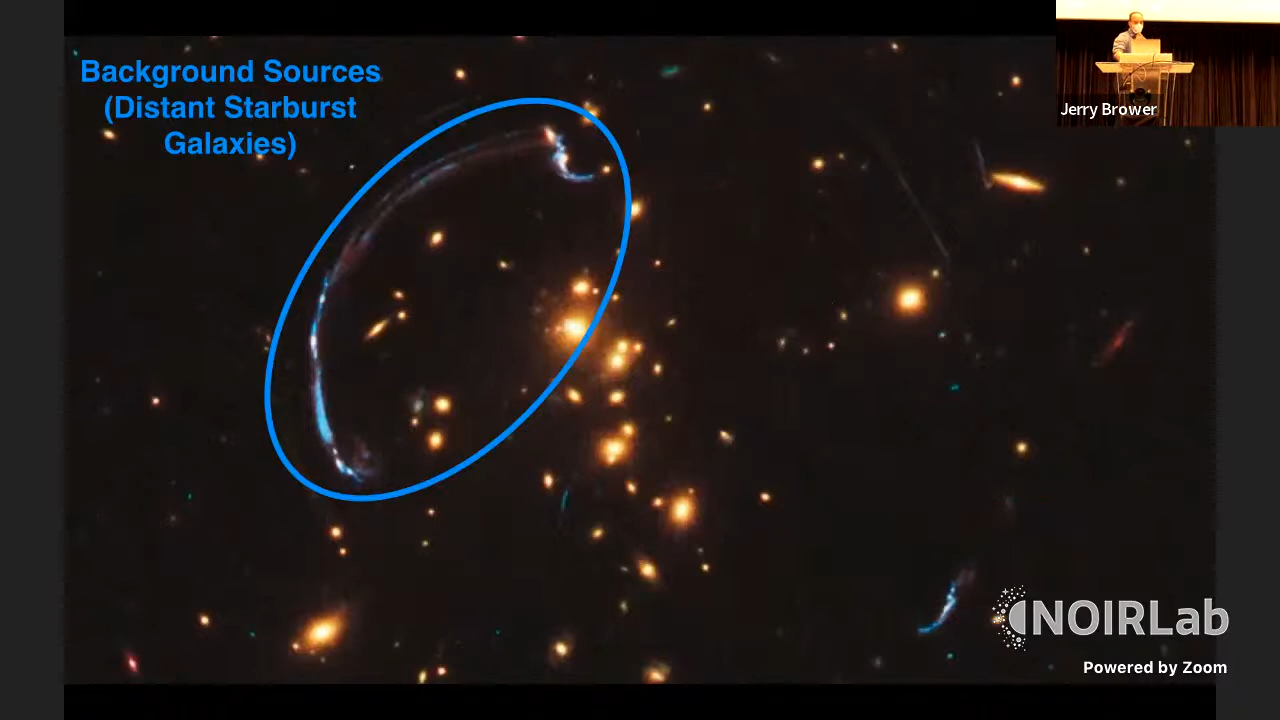 Background Sources
(Distant Starburst
Galaxies)
Jerry Brower
NOIRLab
Powered by Zoom